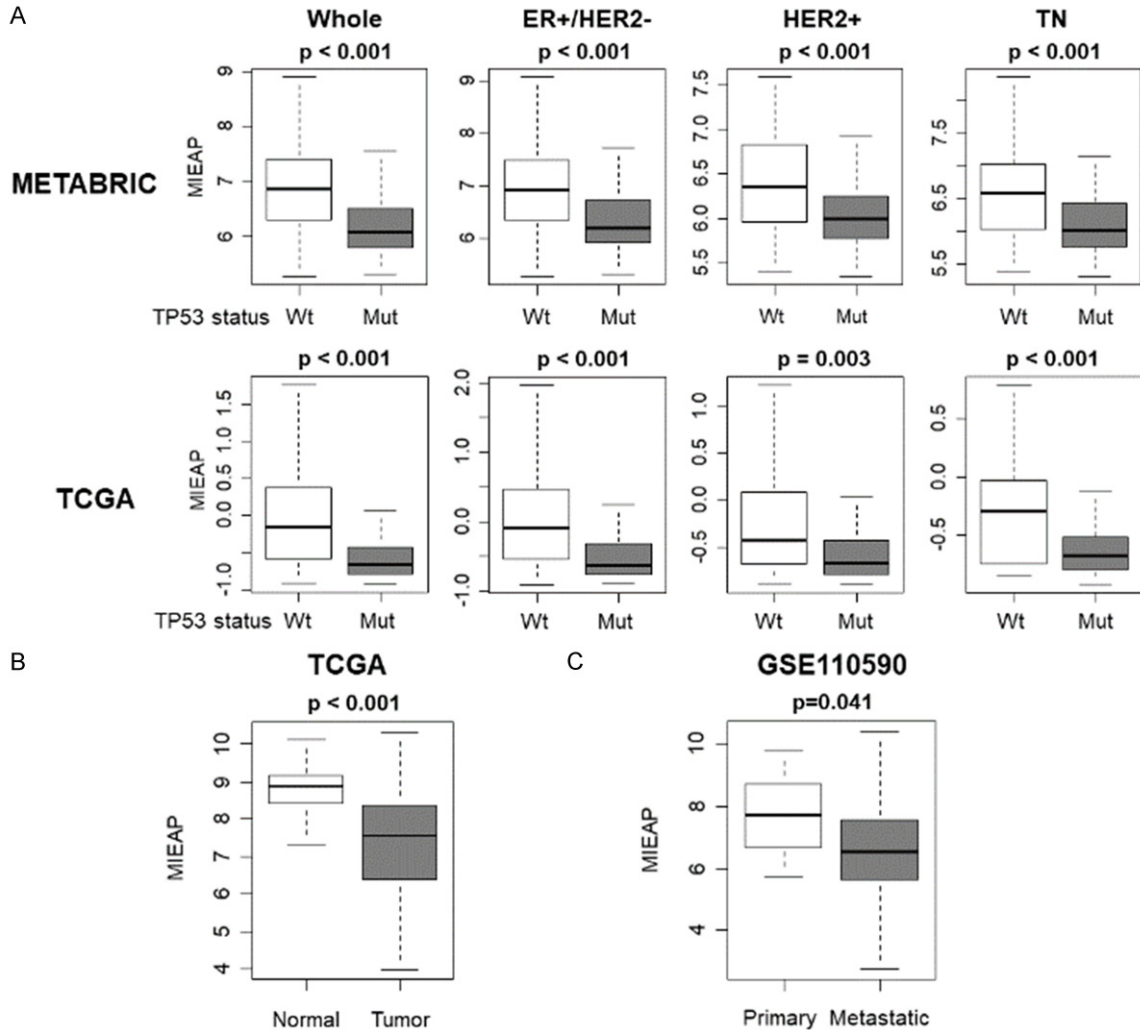 A
Whole ER+/HER2- HER2+ TN
p < 0.001 p < 0.001 p < 0.001 p < 0.001
METABRIC
MIEAP
9
8
7
6
9
8
7
6
7.5
7.0
6.5
6.0
5.5
7.5
6.5
5.5
TP53 status Wt Mut Wt Mut Wt Mut Wt Mut
p < 0.001 p < 0.001 p = 0.003 p < 0.001
TCGA
MIEAP
1.5
1.0
0.5
0.0
-1.0
2.0
1.0
0.0
-1.0
1.0
0.5
0.0
-0.5
0.5
0.0
-0.5
TP53 status Wt Mut Wt Mut Wt Mut Wt Mut
B TCGA
p < 0.001
MIEAP
10
9
8
7
6
5
4
Normal Tumor
C GSE110590
p=0.041
MIEAP
10
8
6
4
Primary Metastatic